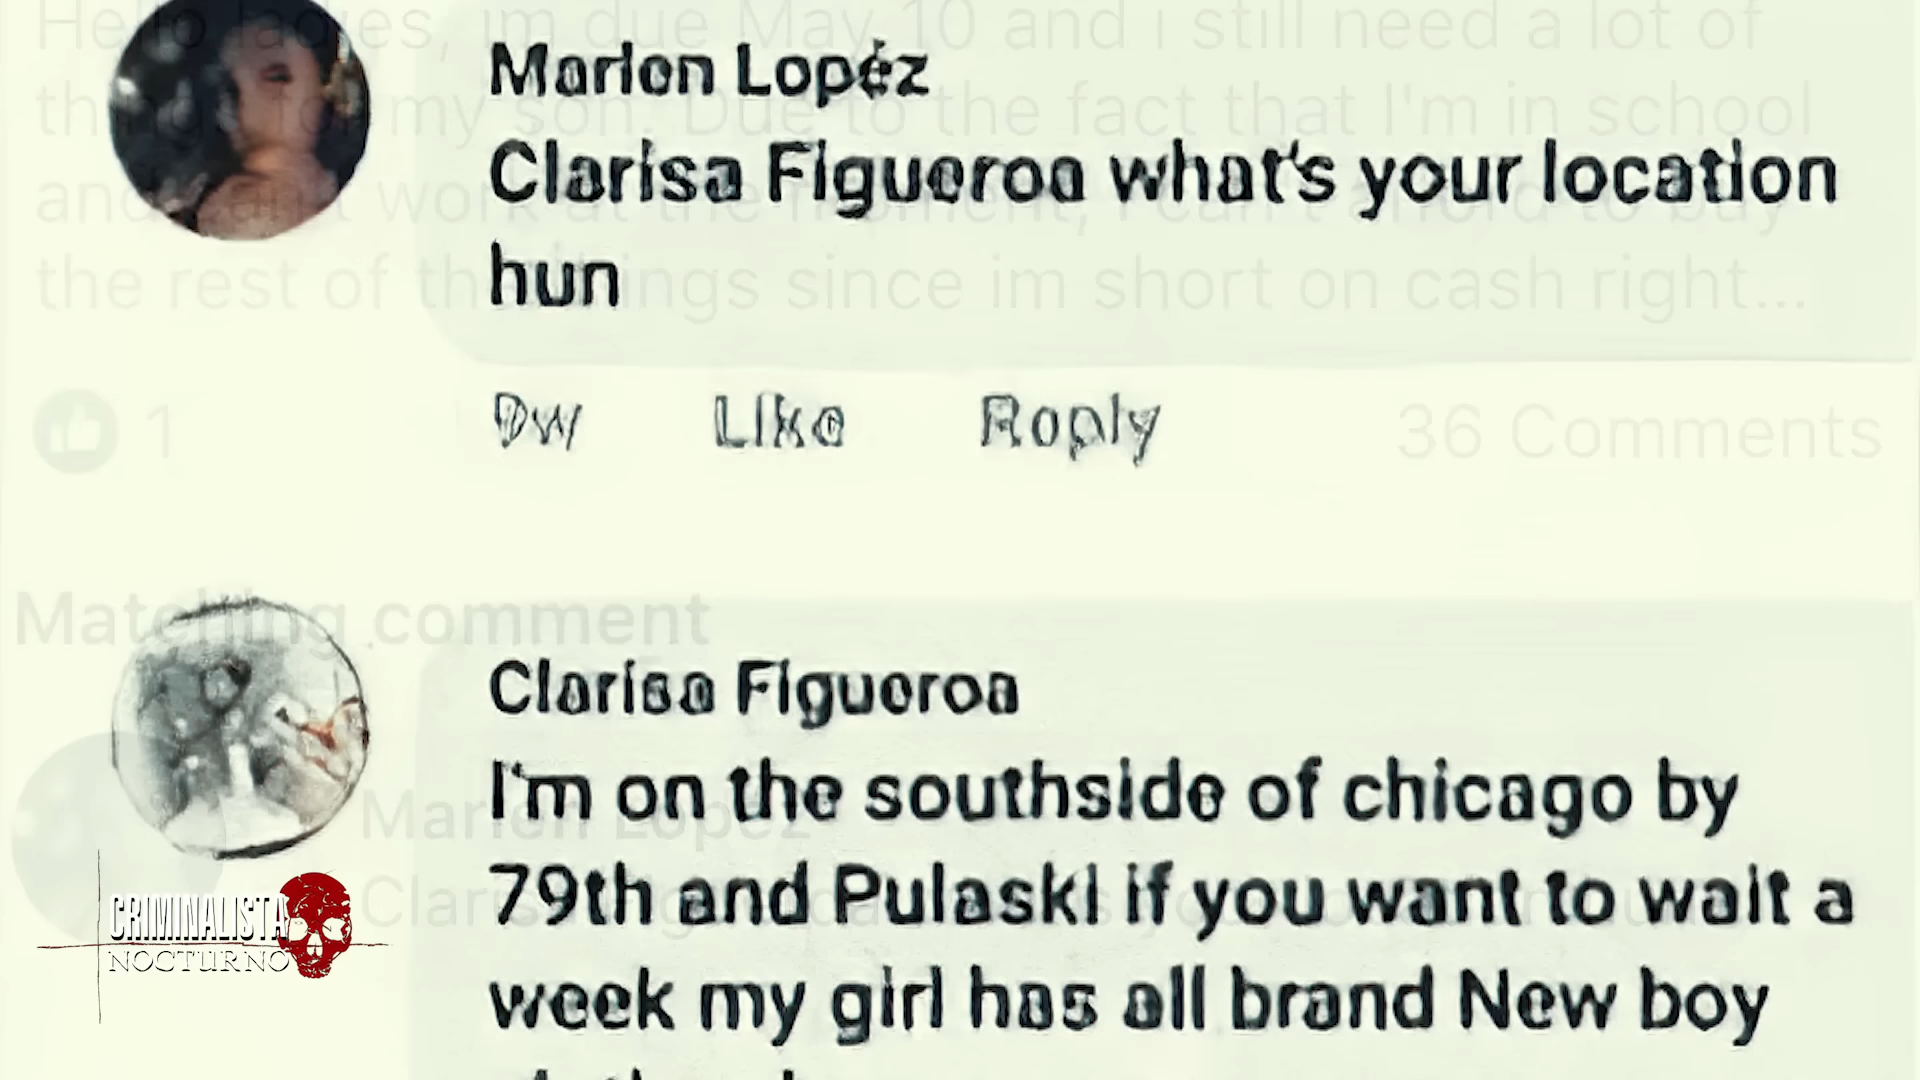 Hello ladies, im due May 10 and i still need a lot of
things for my son. Due to the fact that I'm in school
and can't work at the moment, I can't afford to buy
the rest of the things since im short on cash right...
1
36 Comments
Matching comment
Marlen Lopez
Marlen Lopéz
Clarisa Figueroa what's your location
hun
9w Like Reply
Clarisa Figueroa
I'm on the southside of chicago by
79th and Pulaski if you want to wait a
week my girl has all brand New boy
CRIMINALISTA
NOCTURNO